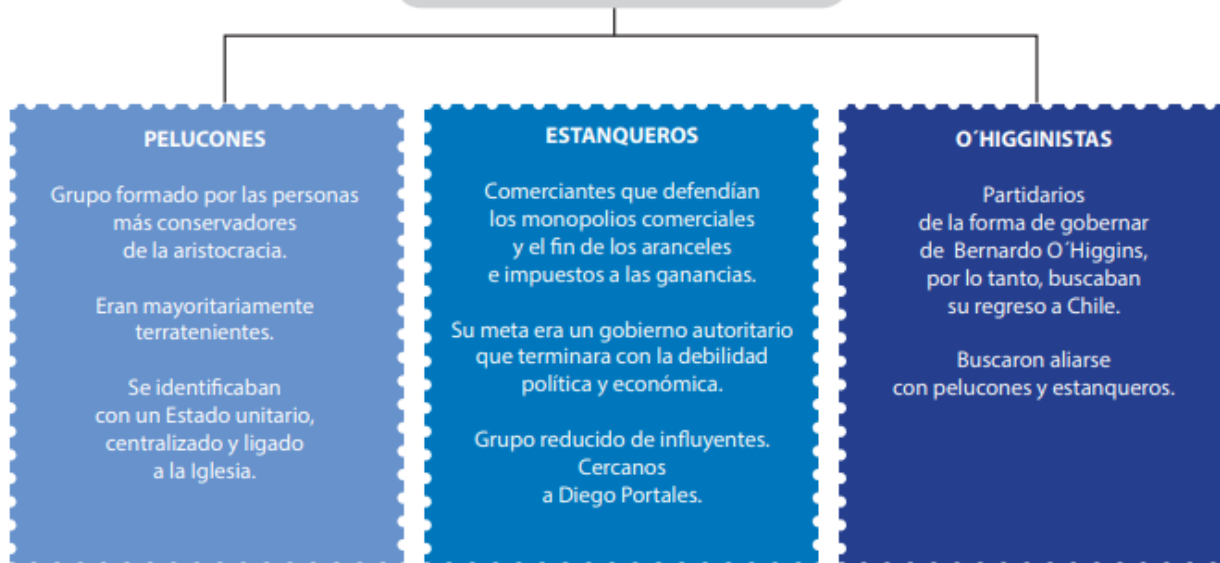 PELUCONES
Grupo formado por las personas
más conservadores
de la aristocracia.
Eran mayoritariamente
terratenientes.
Se identificaban
con un Estado unitario,
centralizado y ligado
a la Iglesia.
ESTANQUEROS
Comerciantes que defendían
los monopolios comerciales
y el fin de los aranceles
e impuestos a las ganancias.
Su meta era un gobierno autoritario
que terminara con la debilidad
política y económica.
Grupo reducido de influyentes.
Cercanos
a Diego Portales.
O´HIGGINISTAS
Partidarios
de la forma de gobernar
de Bernardo O´Higgins,
por lo tanto, buscaban
su regreso a Chile.
Buscaron aliarse
con pelucones y estanqueros.